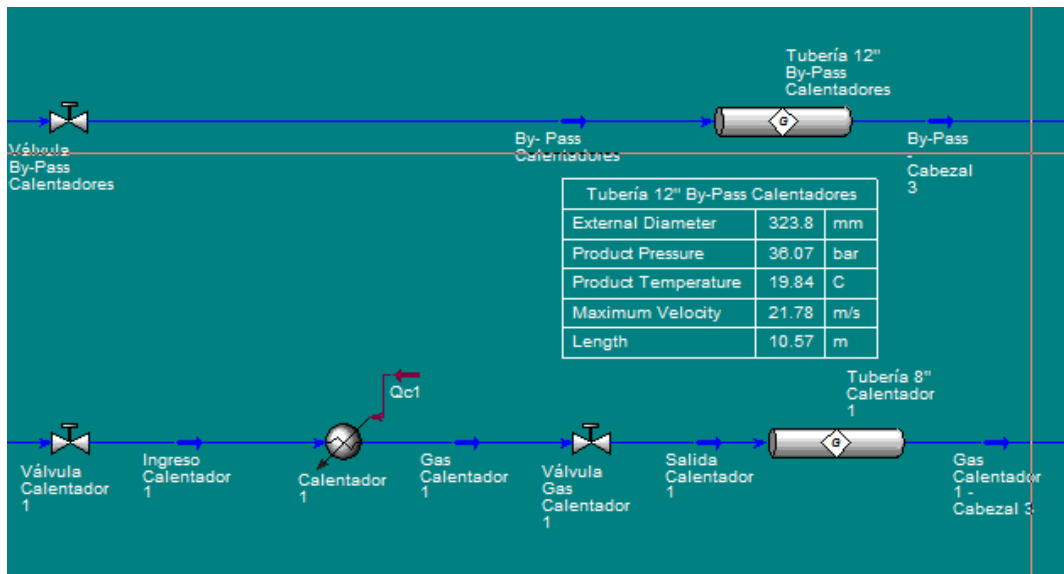 Tubería 12"
By-Pass
Calentadores
Válvula
By-Pass
Calentadores
By- Pass
Calentadores
By-Pass
-
Cabezal
3
Tubería 12" By-Pass Calentadores
External Diameter 323.8 mm
Product Pressure 36.07 bar
Product Temperature 19.84 C
Maximum Velocity 21.78 m/s
Length 10.57 m
Qc1
Tubería 8"
Calentador
1
Válvula
Calentador
1
Ingreso
Calentador
1
Calentador
1
Gas
Calentador
1
Válvula
Gas
Calentador
1
Salida
Calentador
1
Gas
Calentador
1 -
Cabezal 3
G
G